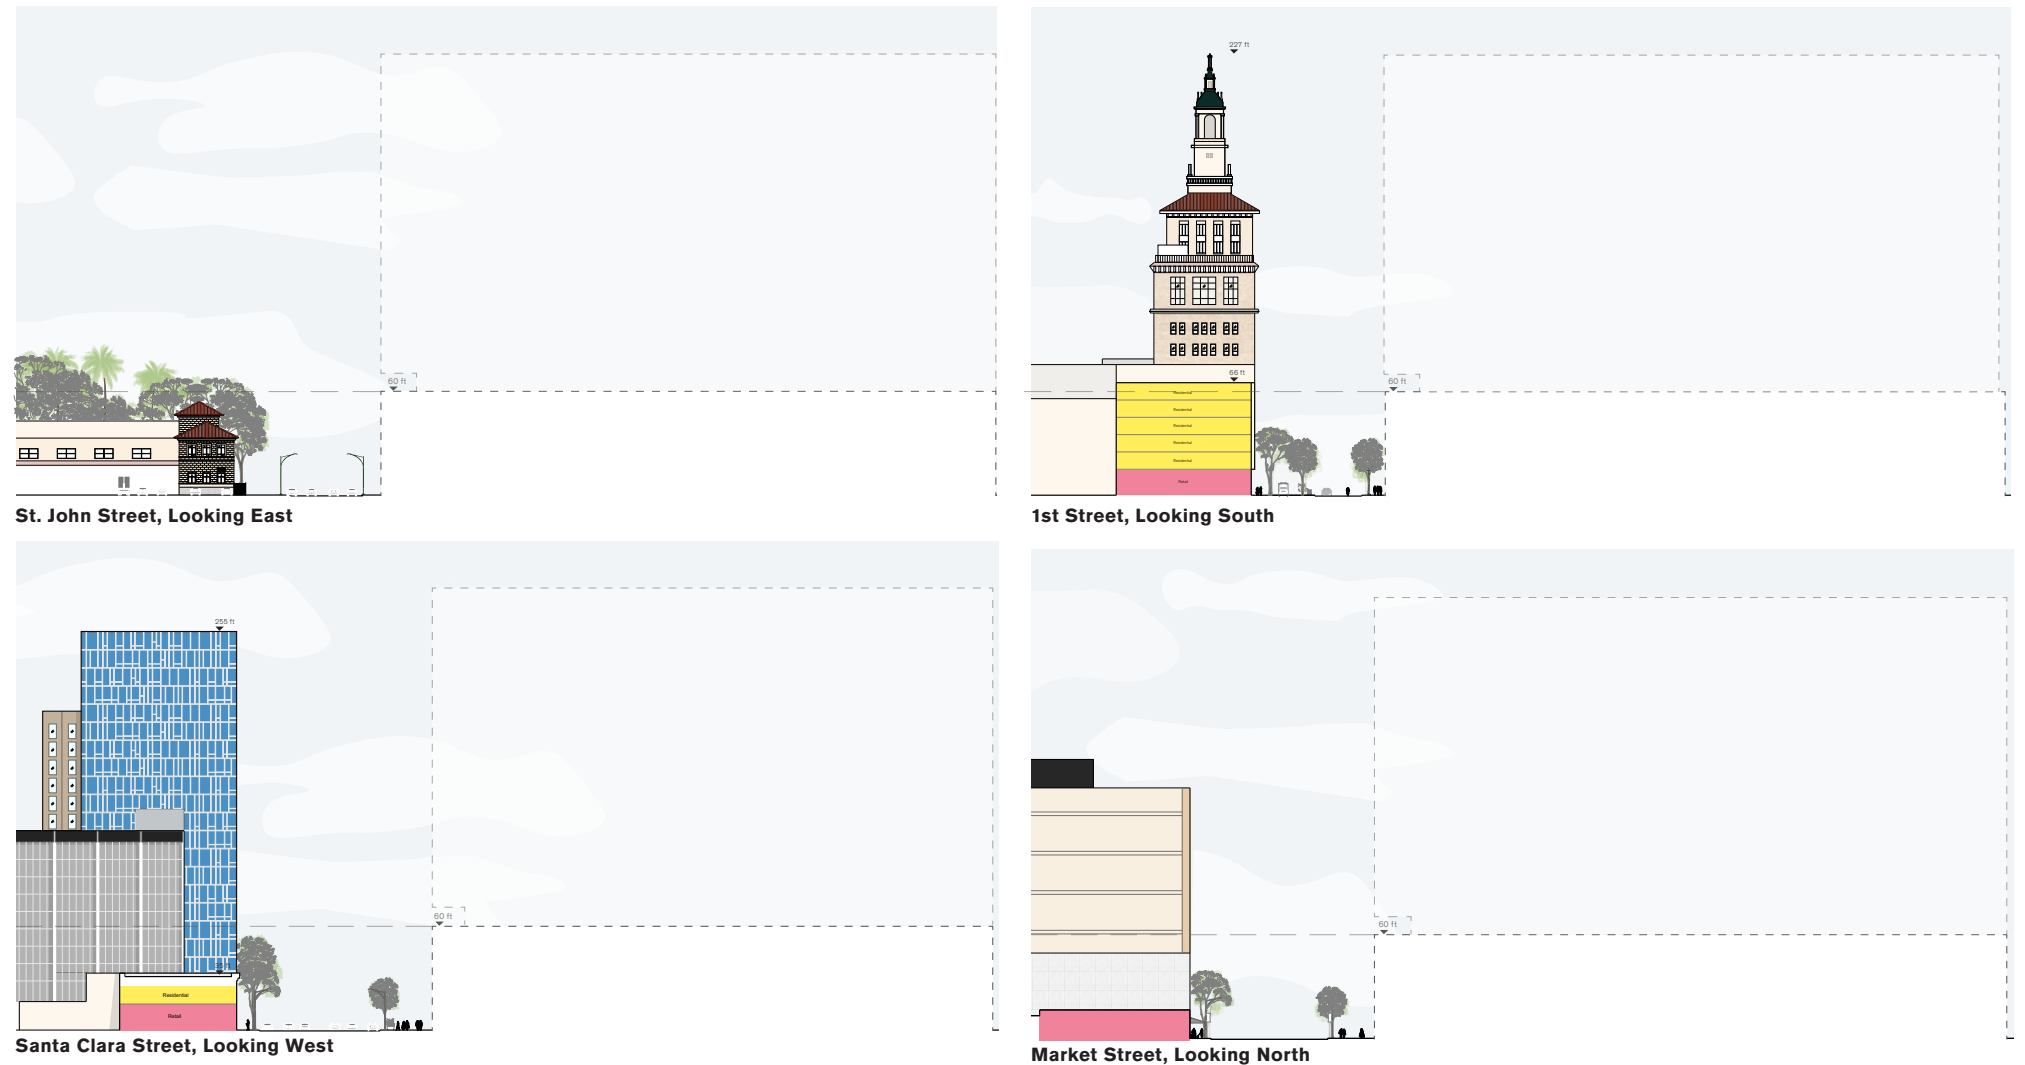 60 ft
St. John Street, Looking East
227 ft
66 ft
60 ft
Residential
Residential
Residential
Residential
Residential
Retail
1st Street, Looking South
255 ft
60 ft
Residential
Retail
Santa Clara Street, Looking West
60 ft
Market Street, Looking North